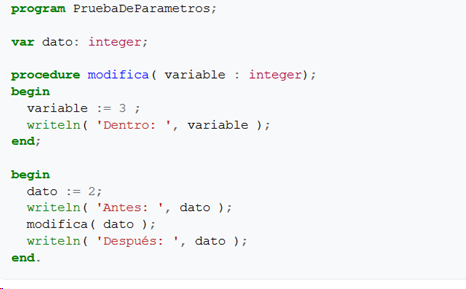 program PruebaDeParametros;
var dato: integer;
procedure modifica( variable : integer);
begin
variable := 3 ;
writeln( 'Dentro: ', variable );
end;
begin
dato := 2;
writeln( 'Antes: ', dato );
modifica( dato );
writeln( 'Después: ', dato );
end.